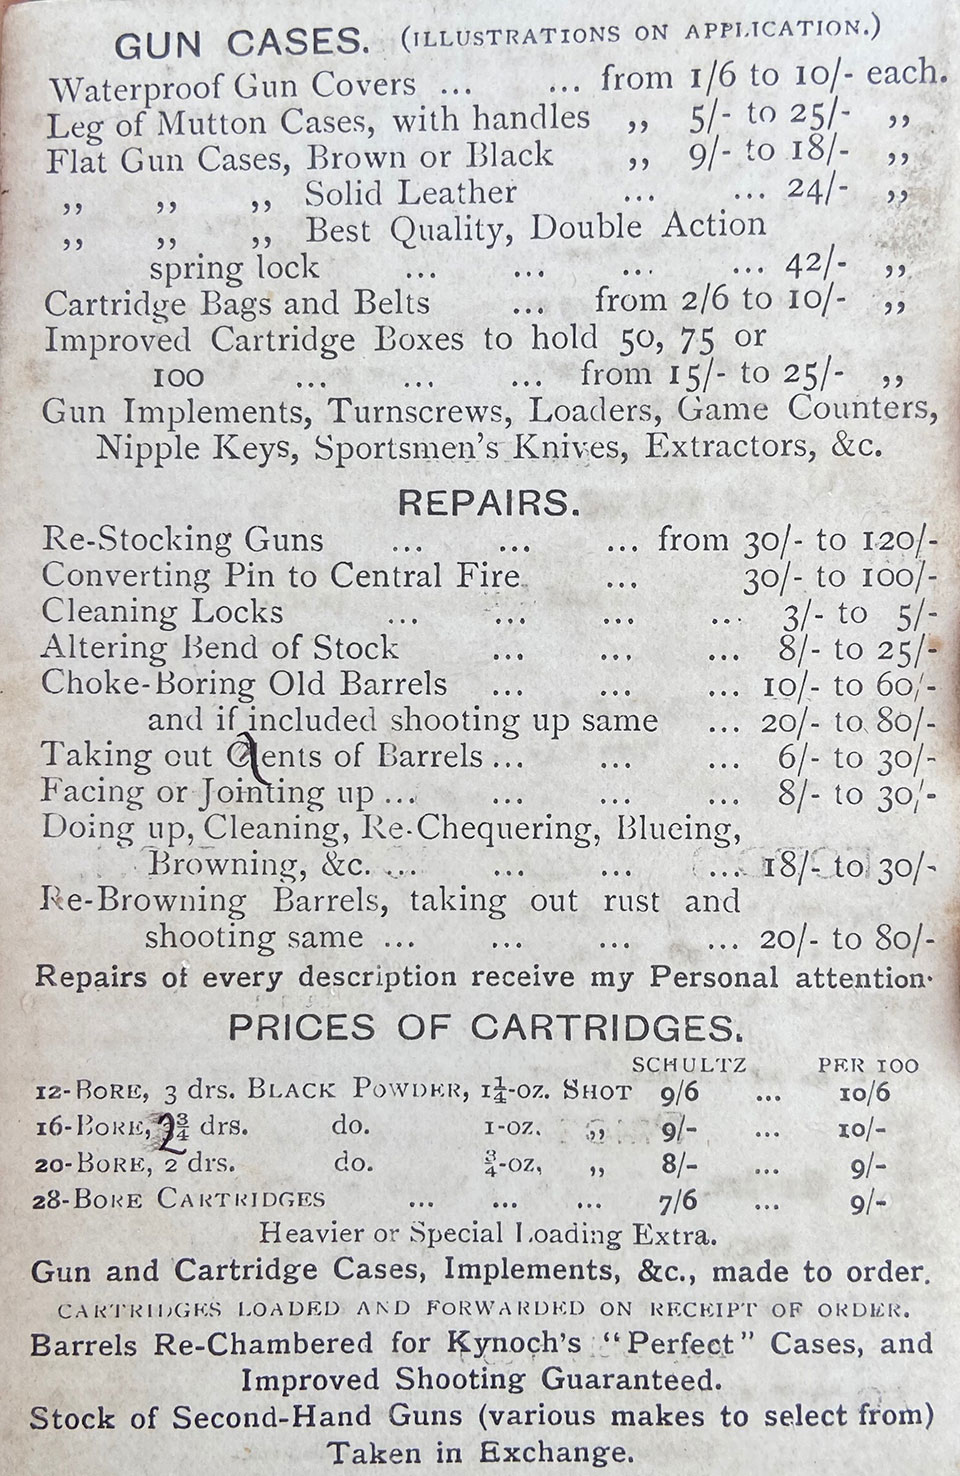 GUN CASES. (ILLUSTRATIONS ON APPLICATION.)
Waterproof Gun Covers ... ... from 1/6 to 10/- each.
Leg of Mutton Cases, with handles ,, 5/- to 25/- ,,
Flat Gun Cases, Brown or Black ,, 9/- to 18/- ,,
,, ,, ,, Solid Leather ... ... 24/- ,,
,, ,, ,, Best Quality, Double Action
spring lock ... ... ... ... 42/- ,,
Cartridge Bags and Belts ... from 2/6 to 10/- ,,
Improved Cartridge Boxes to hold 50, 75 or
100 ... ... ... from 15/- to 25/- ,,
Gun Implements, Turnscrews, Loaders, Game Counters,
Nipple Keys, Sportsmen's Knives, Extractors, &c.
REPAIRS.
Re-Stocking Guns ... ... ... from 30/- to 120/-
Converting Pin to Central Fire ... 30/- to 100/-
Cleaning Locks ... ... ... ... 3/- to 5/-
Altering Bend of Stock ... ... ... 8/- to 25/-
Choke-Boring Old Barrels ... ... ... 10/- to 60/-
and if included shooting up same ... 20/- to 80/-
Taking out dents of Barrels ... ... ... 6/- to 30/-
Facing or Jointing up ... ... ... ... 8/- to 30/-
Doing up, Cleaning, Re-Chequering, Blueing,
Browning, &c. ... ... ... ... 18/- to 30/-
Re-Browning Barrels, taking out rust and
shooting same ... ... ... ... 20/- to 80/-
Repairs of every description receive my Personal attention.
PRICES OF CARTRIDGES.
SCHULTZ PER 100
12-BORE, 3 drs. BLACK POWDER, 1¼-oz. SHOT 9/6 ... 10/6
16-BORE, 2¾ drs. do. 1-oz. ,, 9/- ... 10/-
20-BORE, 2 drs. do. ¾-oz, ,, 8/- ... 9/-
28-BORE CARTRIDGES ... ... ... 7/6 ... 9/-
Heavier or Special Loading Extra.
Gun and Cartridge Cases, Implements, &c., made to order.
CARTRIDGES LOADED AND FORWARDED ON RECEIPT OF ORDER.
Barrels Re-Chambered for Kynoch's "Perfect" Cases, and
Improved Shooting Guaranteed.
Stock of Second-Hand Guns (various makes to select from)
Taken in Exchange.